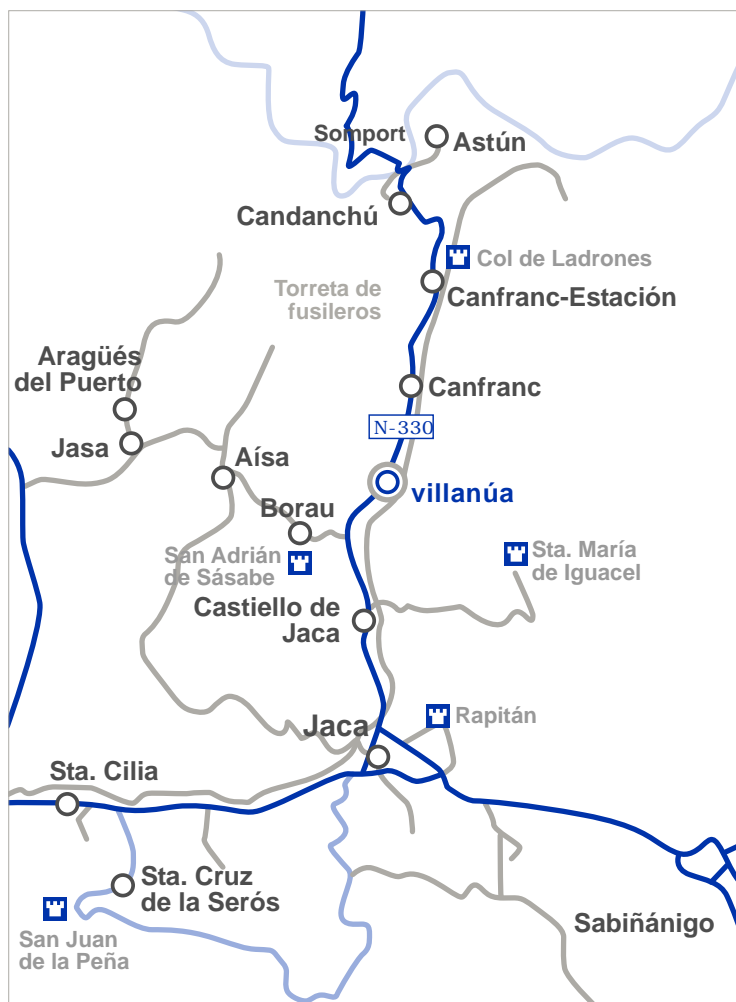 Somport
Astún
Candanchú
Col de Ladrones
Torreta de
fusileros
Canfranc-Estación
Aragüés
del Puerto
Canfranc
N-330
Jasa
Aísa
villanúa
Borau
San Adrián
de Sásabe
Sta. María
de Iguacel
Castiello de
Jaca
Rapitán
Jaca
Sta. Cilia
Sta. Cruz
de la Serós
Sabiñánigo
San Juan
de la Peña